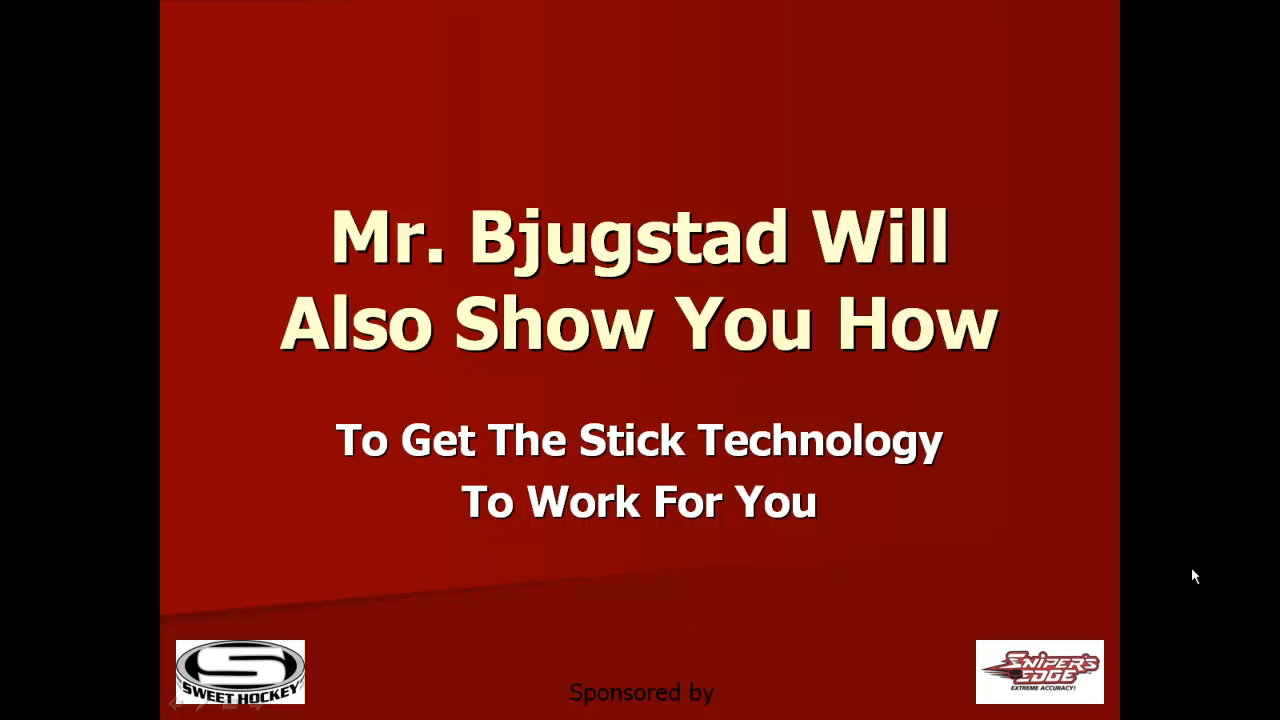 Mr. Bjugstad Will
Also Show You How
To Get The Stick Technology
To Work For You
SWEET HOCKEY
Sponsored by
SNIPER'S
EDGE
EXTREME ACCURACY!